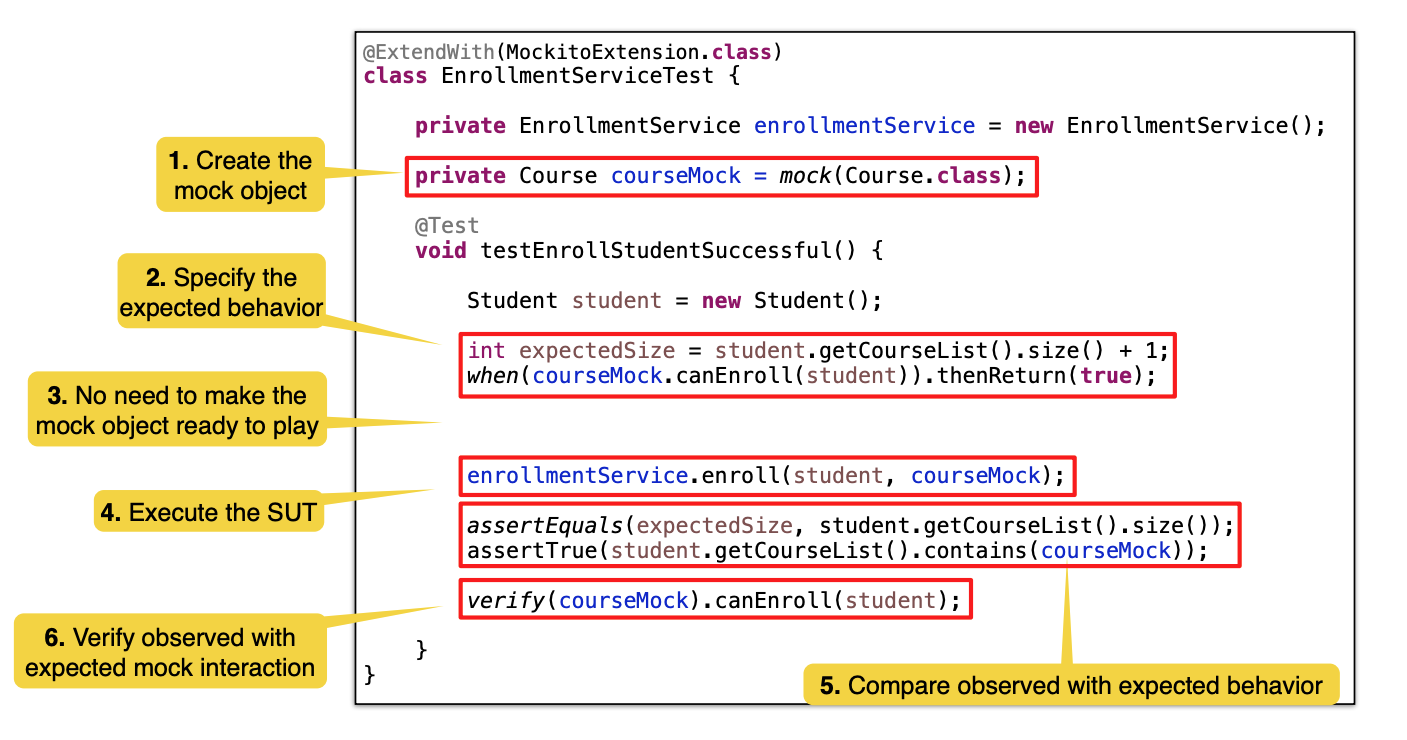 @ExtendWith(MockitoExtension.class)
class EnrollmentServiceTest {
private EnrollmentService enrollmentService = new EnrollmentService();
1. Create the
mock object
private Course courseMock = mock(Course.class);
@Test
void testEnrollStudentSuccessful() {
2. Specify the
expected behavior
Student student = new Student();
int expectedSize = student.getCourseList().size() + 1;
when(courseMock.canEnroll(student)).thenReturn(true);
3. No need to make the
mock object ready to play
4. Execute the SUT
enrollmentService.enroll(student, courseMock);
assertEquals(expectedSize, student.getCourseList().size());
assertTrue(student.getCourseList().contains(courseMock));
verify(courseMock).canEnroll(student);
6. Verify observed with
expected mock interaction
}
}
5. Compare observed with expected behavior